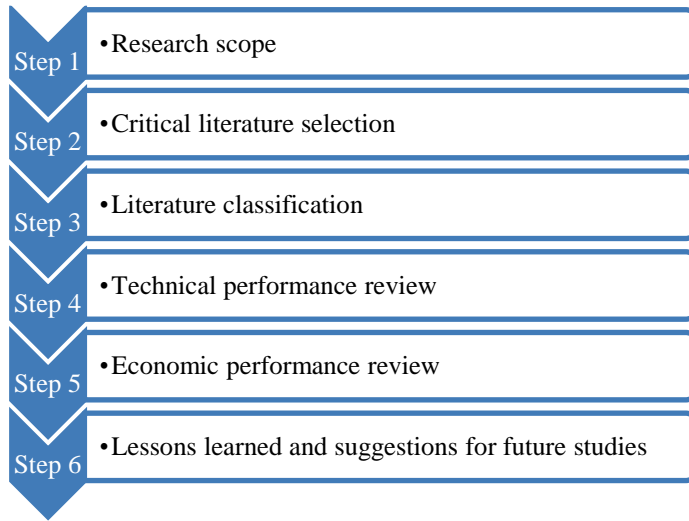 Step 1
•Research scope
Step 2
•Critical literature selection
Step 3
•Literature classification
Step 4
•Technical performance review
Step 5
•Economic performance review
Step 6
•Lessons learned and suggestions for future studies